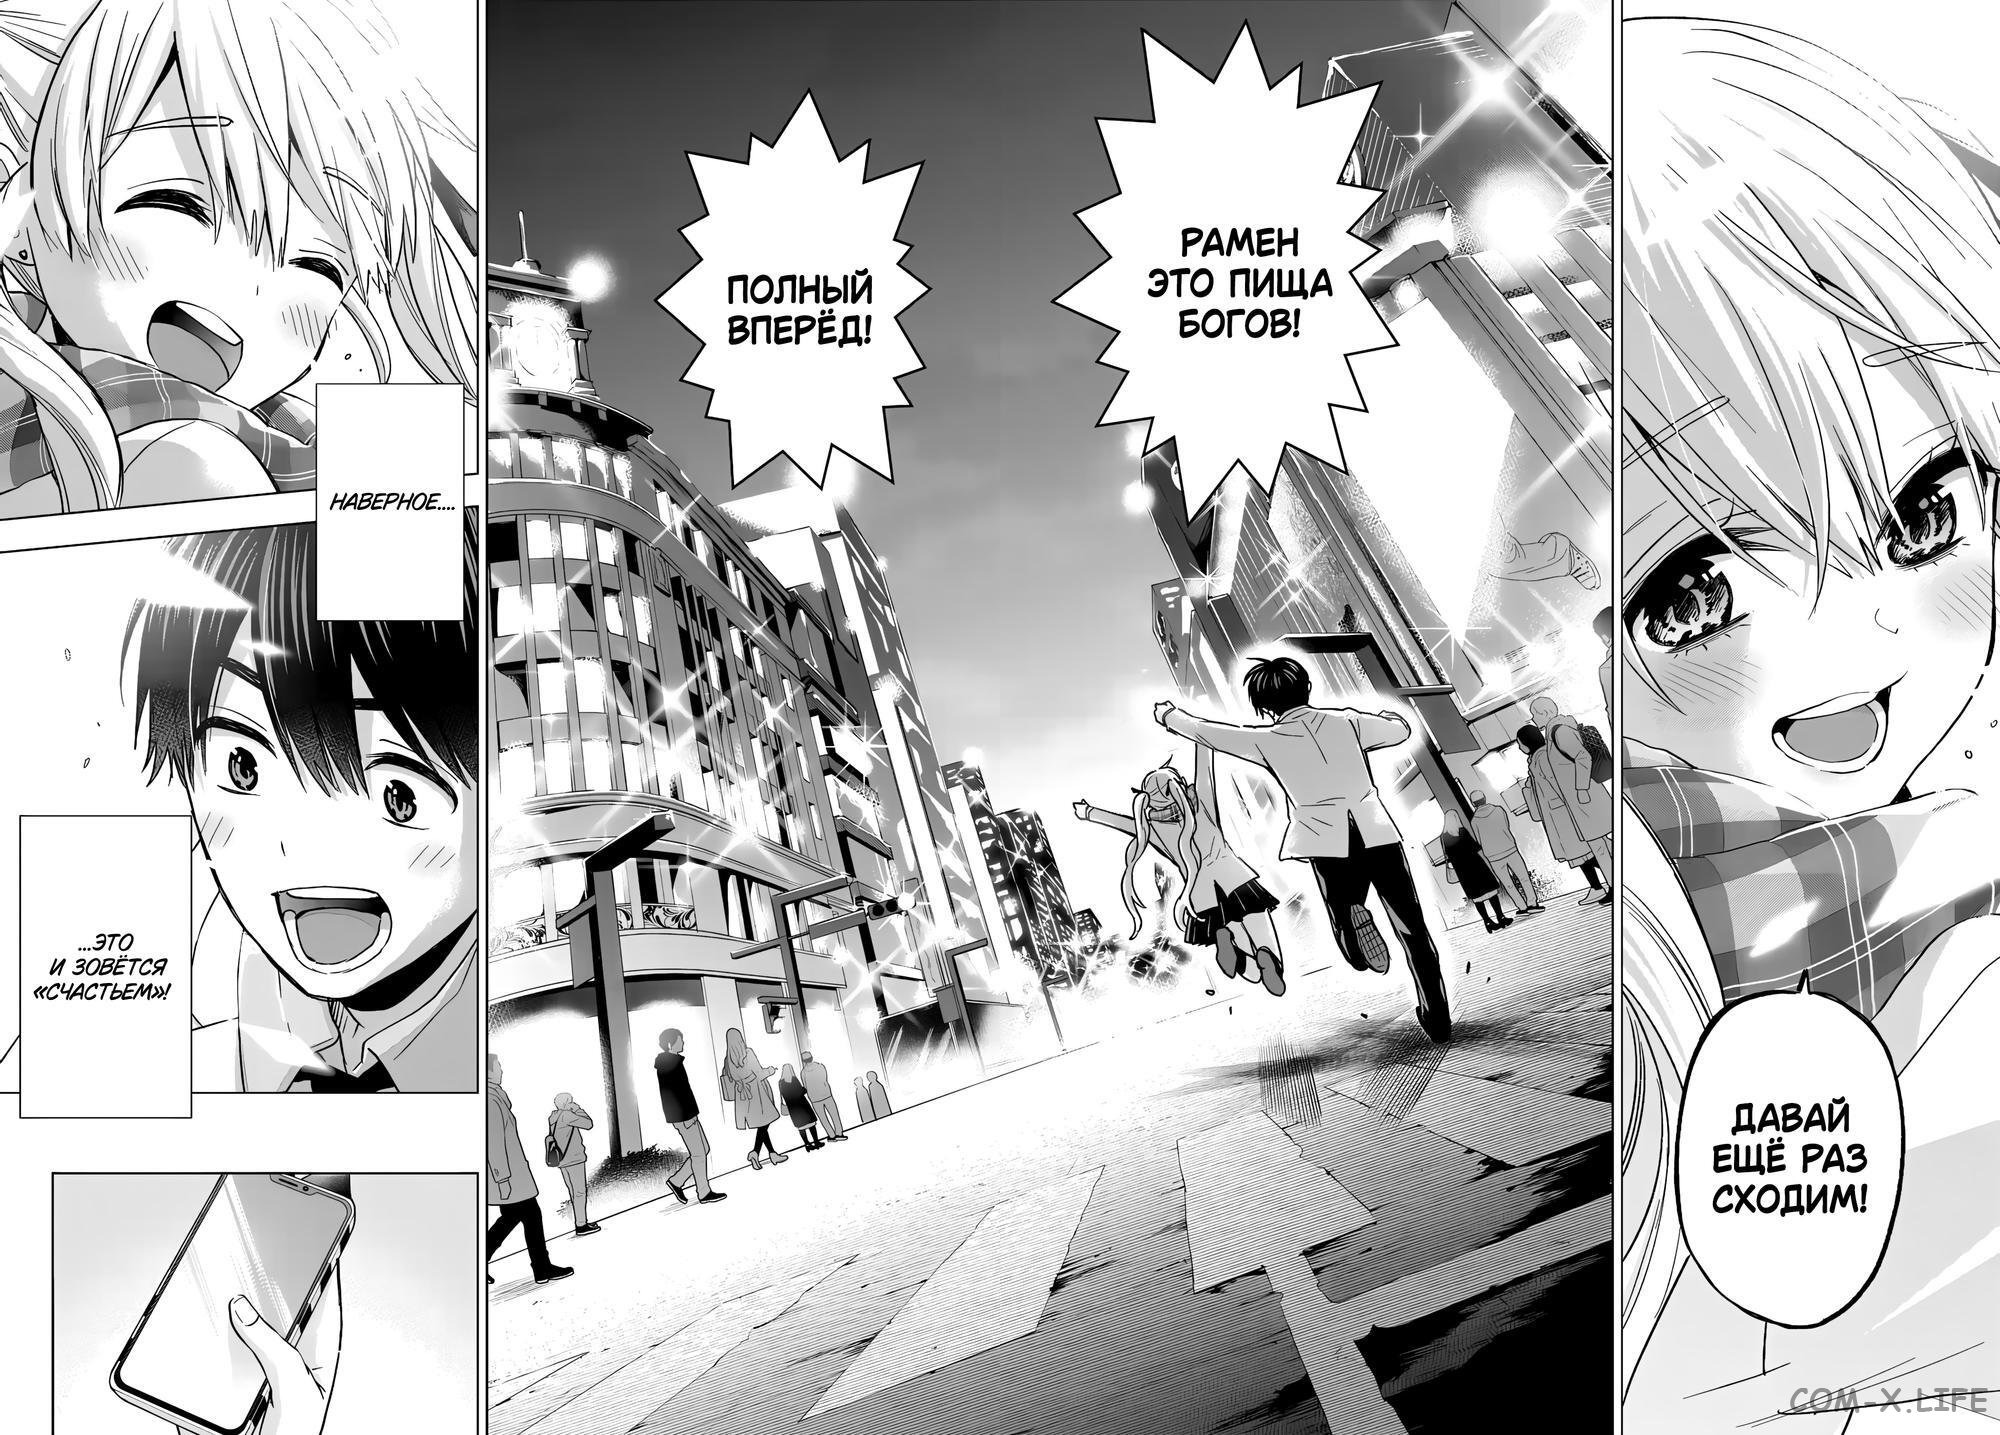 ДАВАЙ
ЕЩЁ РАЗ
СХОДИМ!
РАМЕН
ЭТО ПИЩА
БОГОВ!
ПОЛНЫЙ
ВПЕРЁД!
НАВЕРНОЕ....
...ЭТО
И ЗОВЁТСЯ
«СЧАСТЬЕМ»!
COM-X.LIFE